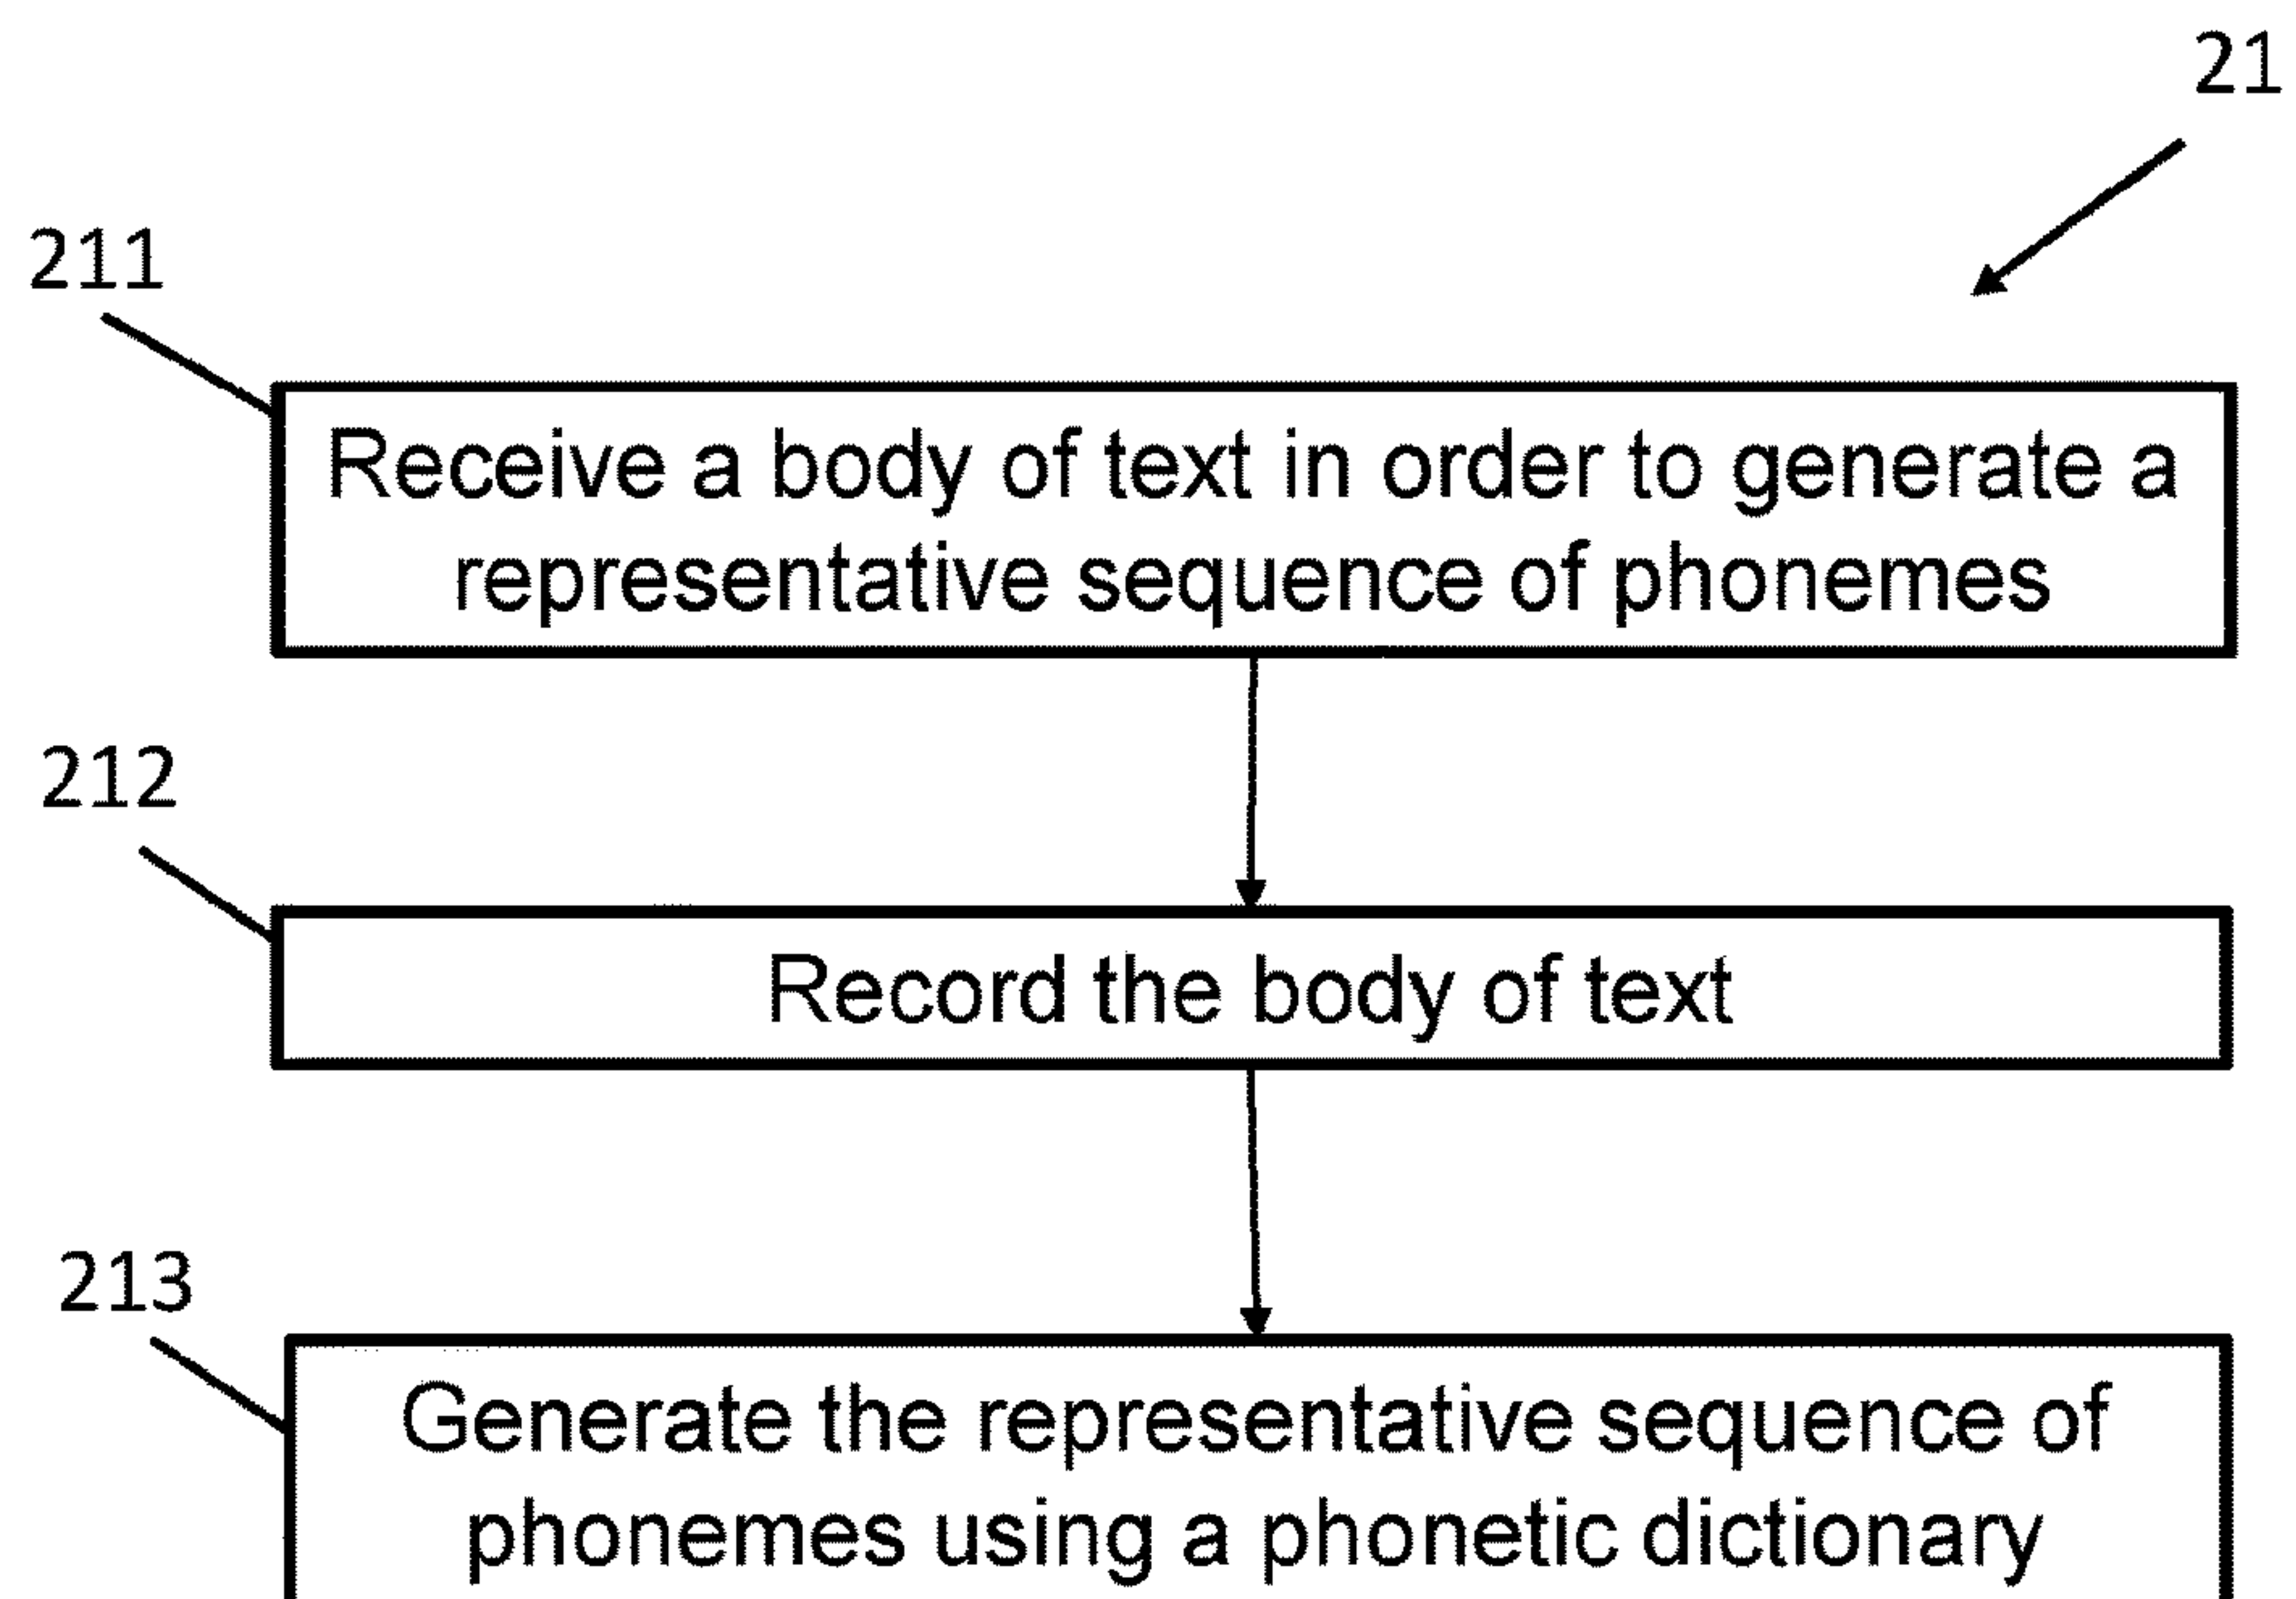 21
211
Receive a body of text in order to generate a
representative sequence of phonemes
212
Record the body of text
213
Generate the representative sequence of
phonemes using a phonetic dictionary